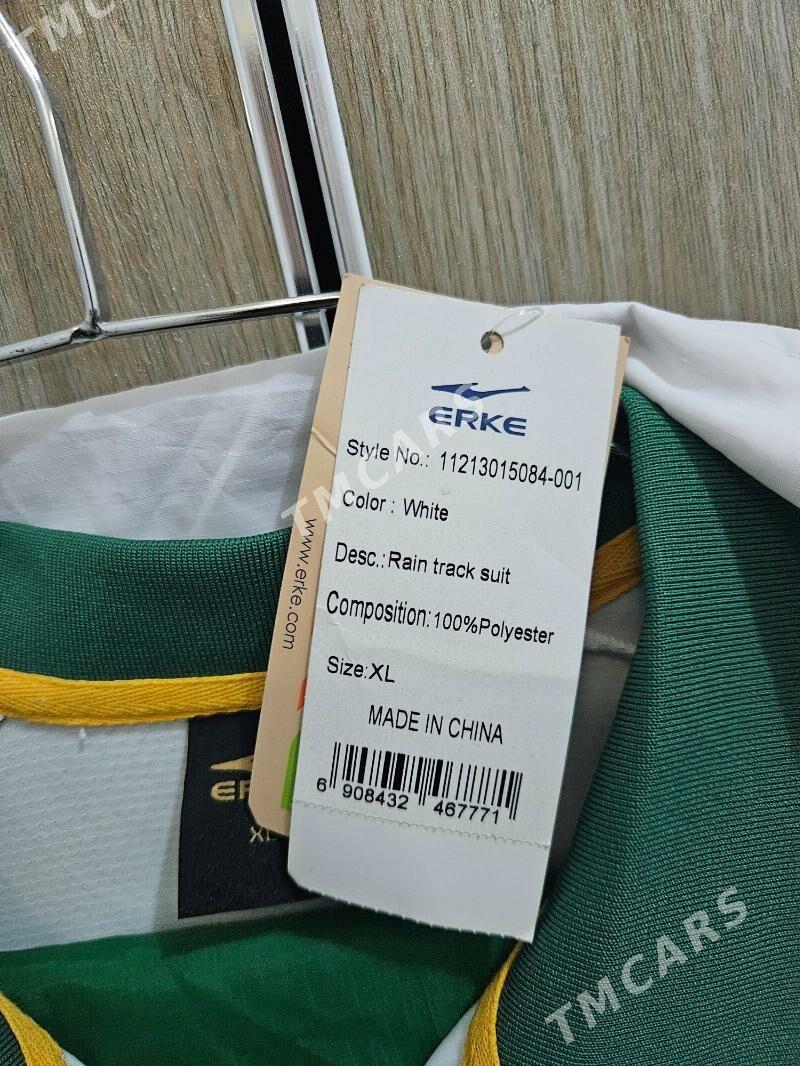 TMCARS
ERKE
Style No.: 11213015084-001
Color : White
Desc.:Rain track suit
Composition:100%Polyester
Size:XL
MADE IN CHINA
6 908432 467771
www.erke.com
TMCARS
XL
TMCARS